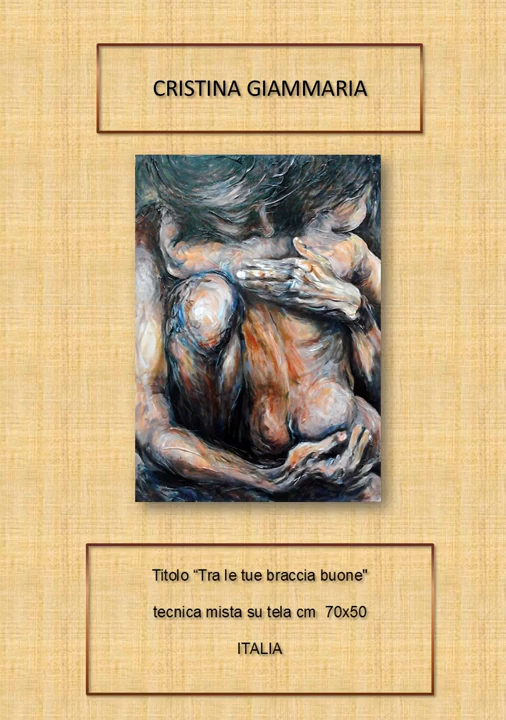 CRISTINA GIAMMARIA
Titolo “Tra le tue braccia buone"
tecnica mista su tela cm 70x50
ITALIA